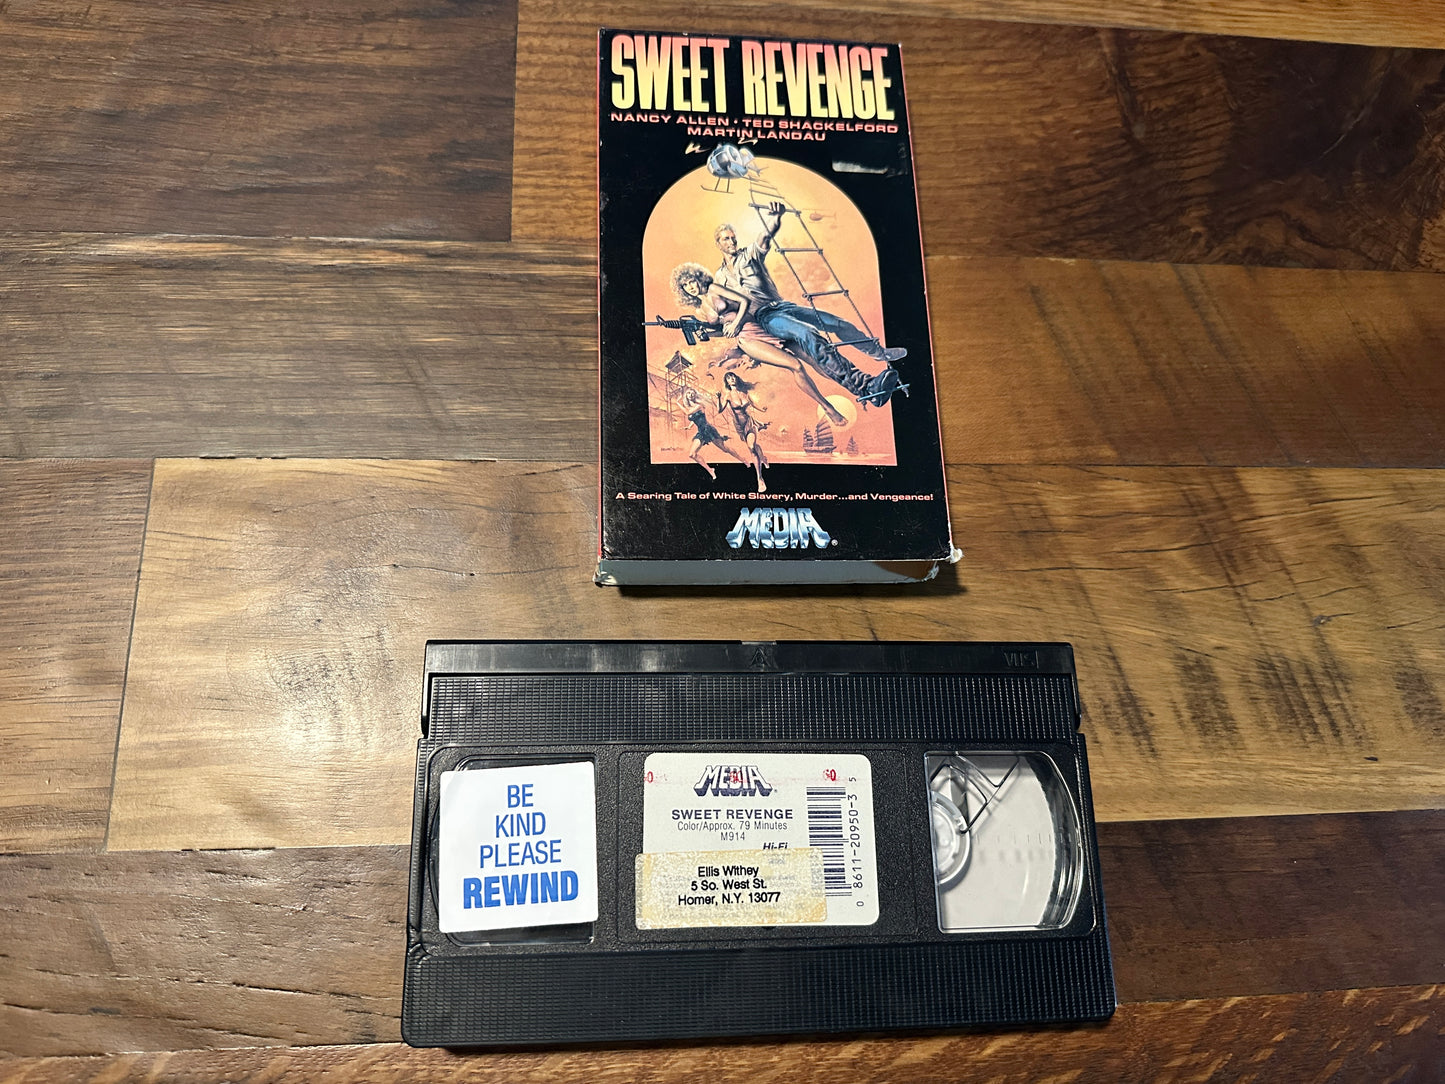 SWEET REVENGE
NANCY ALLEN • TED SHACKELFORD
MARTIN LANDAU
A Searing Tale of White Slavery, Murder...and Vengeance!
MEDIA®
VHS
BE
KIND
PLEASE
REWIND
MEDIA®
SWEET REVENGE
Color/Approx. 79 Minutes
M914
Hi-Fi
Ellis Withey
5 So. West St.
Homer, N.Y. 13077
0 8611-20950-3 5